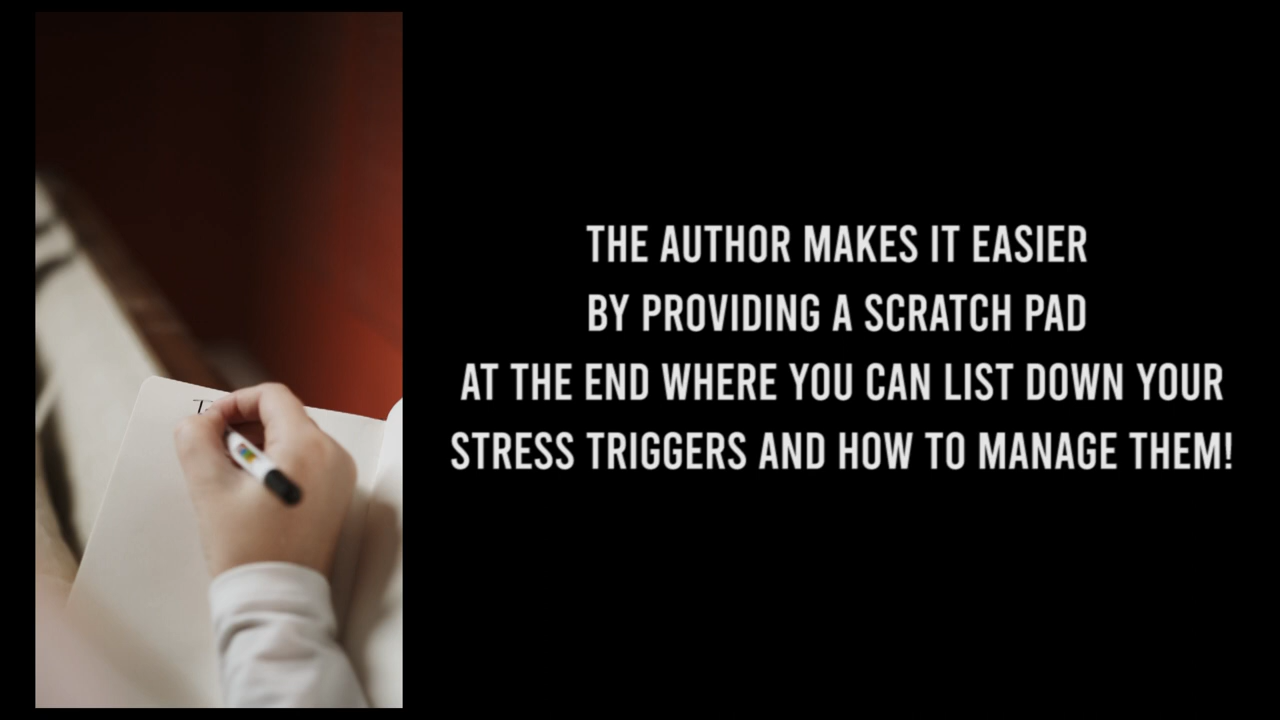 THE AUTHOR MAKES IT EASIER
BY PROVIDING A SCRATCH PAD
AT THE END WHERE YOU CAN LIST DOWN YOUR
STRESS TRIGGERS AND HOW TO MANAGE THEM!